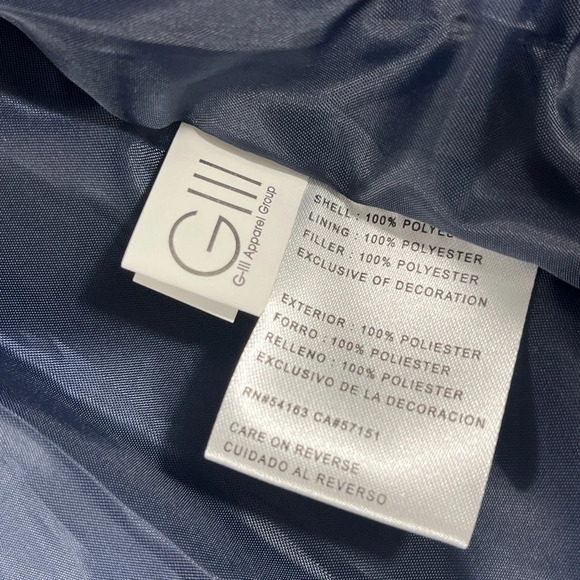 GIII
G-III Apparel Group
SHELL : 100% POLYES
LINING : 100% POLYESTER
FILLER : 100% POLYESTER
EXCLUSIVE OF DECORATION
EXTERIOR : 100% POLIESTER
FORRO : 100% POLIESTER
RELLENO : 100% POLIESTER
EXCLUSIVO DE LA DECORACION
RN#54163 CA#57151
CARE ON REVERSE
CUIDADO AL REVERSO